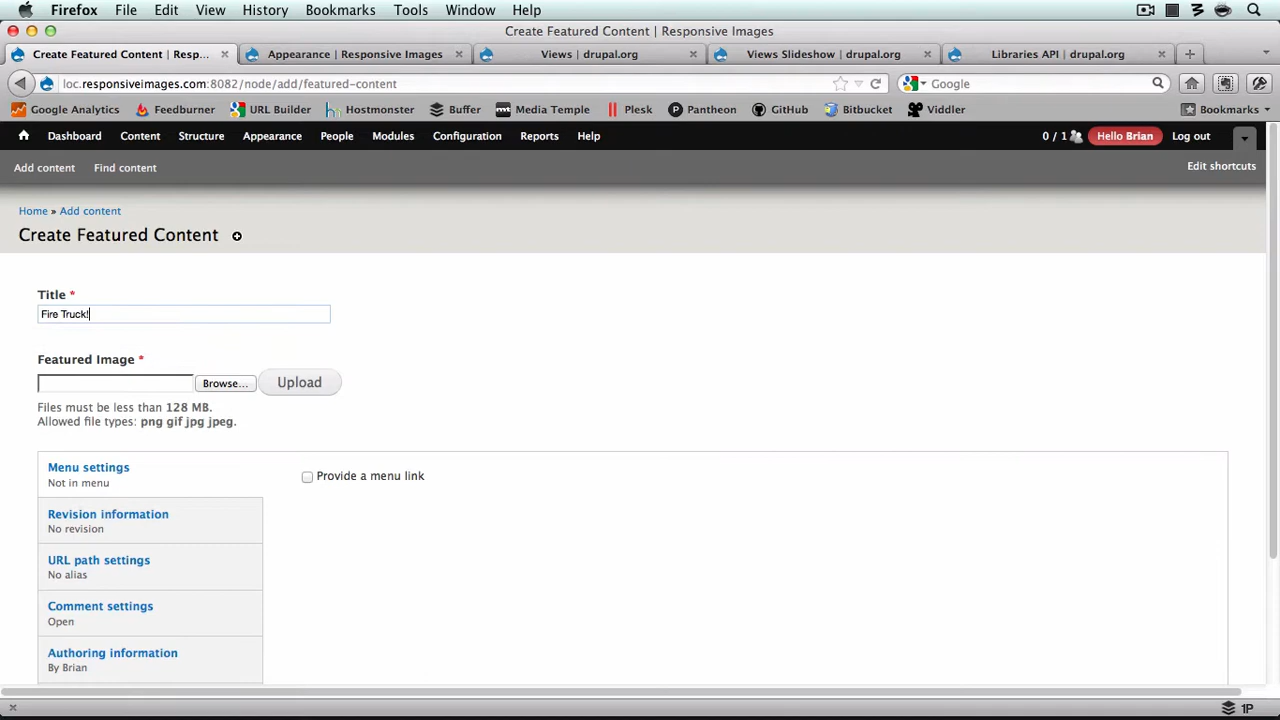 Firefox File Edit View History Bookmarks Tools Window Help
Create Featured Content | Responsive Images
Create Featured Content | Resp... Appearance | Responsive Images Views | drupal.org Views Slideshow | drupal.org Libraries API | drupal.org
loc.responsiveimages.com:8082/node/add/featured-content Google
Google Analytics Feedburner URL Builder Hostmonster Buffer Media Temple Plesk Pantheon GitHub Bitbucket Viddler Bookmarks
Dashboard Content Structure Appearance People Modules Configuration Reports Help 0 / 1 Hello Brian Log out
Add content Find content Edit shortcuts
Home » Add content
Create Featured Content
Title *
Fire Truck!
Featured Image *
Browse... Upload
Files must be less than 128 MB.
Allowed file types: png gif jpg jpeg.
Menu settings
Not in menu
Provide a menu link
Revision information
No revision
URL path settings
No alias
Comment settings
Open
Authoring information
By Brian
1P